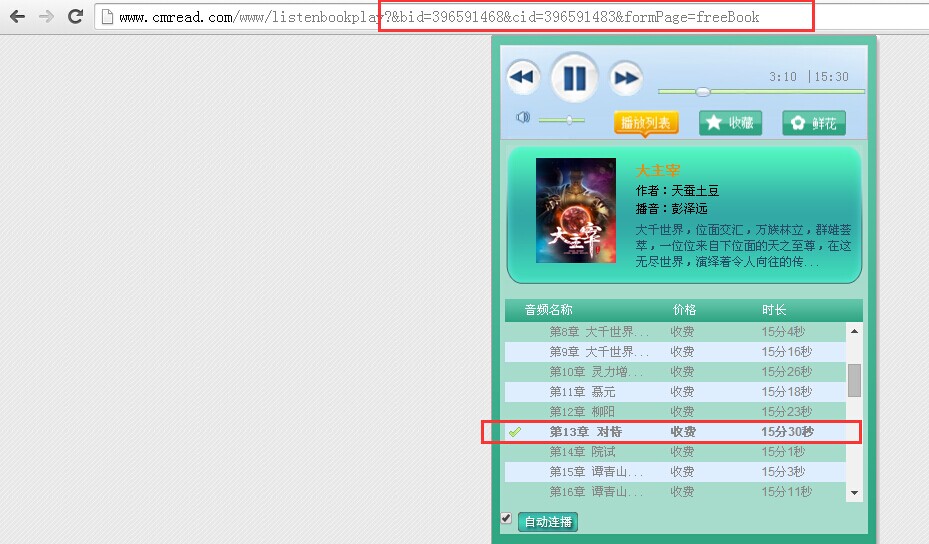 www.cmread.com/www/listenbookplay?&bid=396591468&cid=396591483&formPage=freeBook
3:10 | 15:30
播放列表 收藏 鲜花
大主宰
大主宰
作者：天蚕土豆
播音：彭泽远
大千世界，位面交汇，万族林立，群雄荟
萃，一位位来自下位面的天之至尊，在这
无尽世界，演绎着令人向往的传...
音频名称 价格 时长
第8章 大千世界... 收费 15分4秒
第9章 大千世界... 收费 15分16秒
第10章 灵力增... 收费 15分26秒
第11章 慕元 收费 15分18秒
第12章 柳阳 收费 15分23秒
第13章 对恃 收费 15分30秒
第14章 院试 收费 15分1秒
第15章 谭青山... 收费 15分3秒
第16章 谭青山... 收费 15分11秒
自动连播